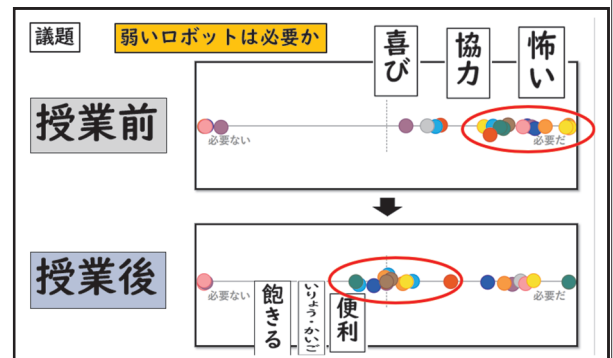 議題
弱いロボットは必要か
喜び
協力
怖い
授業前
必要ない
必要だ
授業後
必要ない
必要だ
飽きる
いりょう・かいご
便利